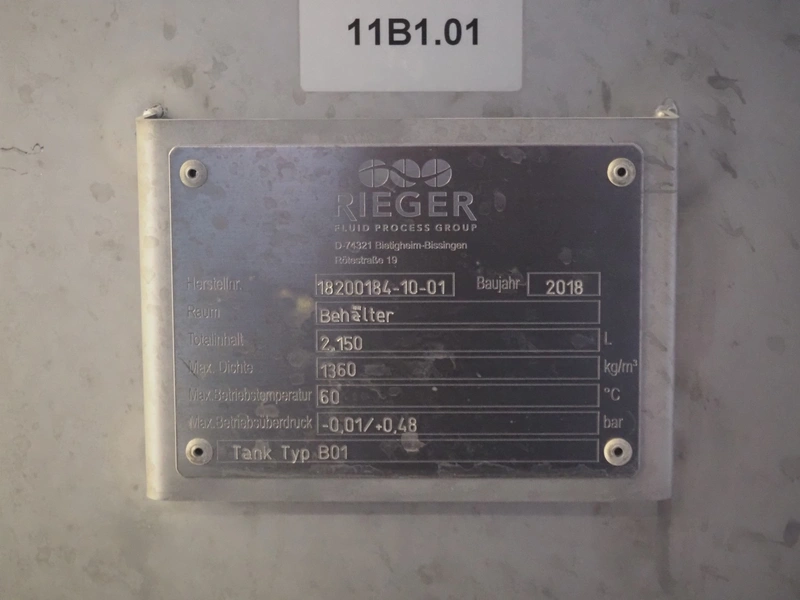 11B1.01
RIEGER
FLUID PROCESS GROUP
D-74321 Bietigheim-Bissingen
Rötestraße 19
Herstellnr. 18200184-10-01 Baujahr 2018
Raum Behälter
Totalinhalt 2.150 L
Max. Dichte 1360 kg/m³
Max.Betriebstemperatur 60 °C
Max.Betriebsüberdruck -0,01/+0,48 bar
Tank Typ B01